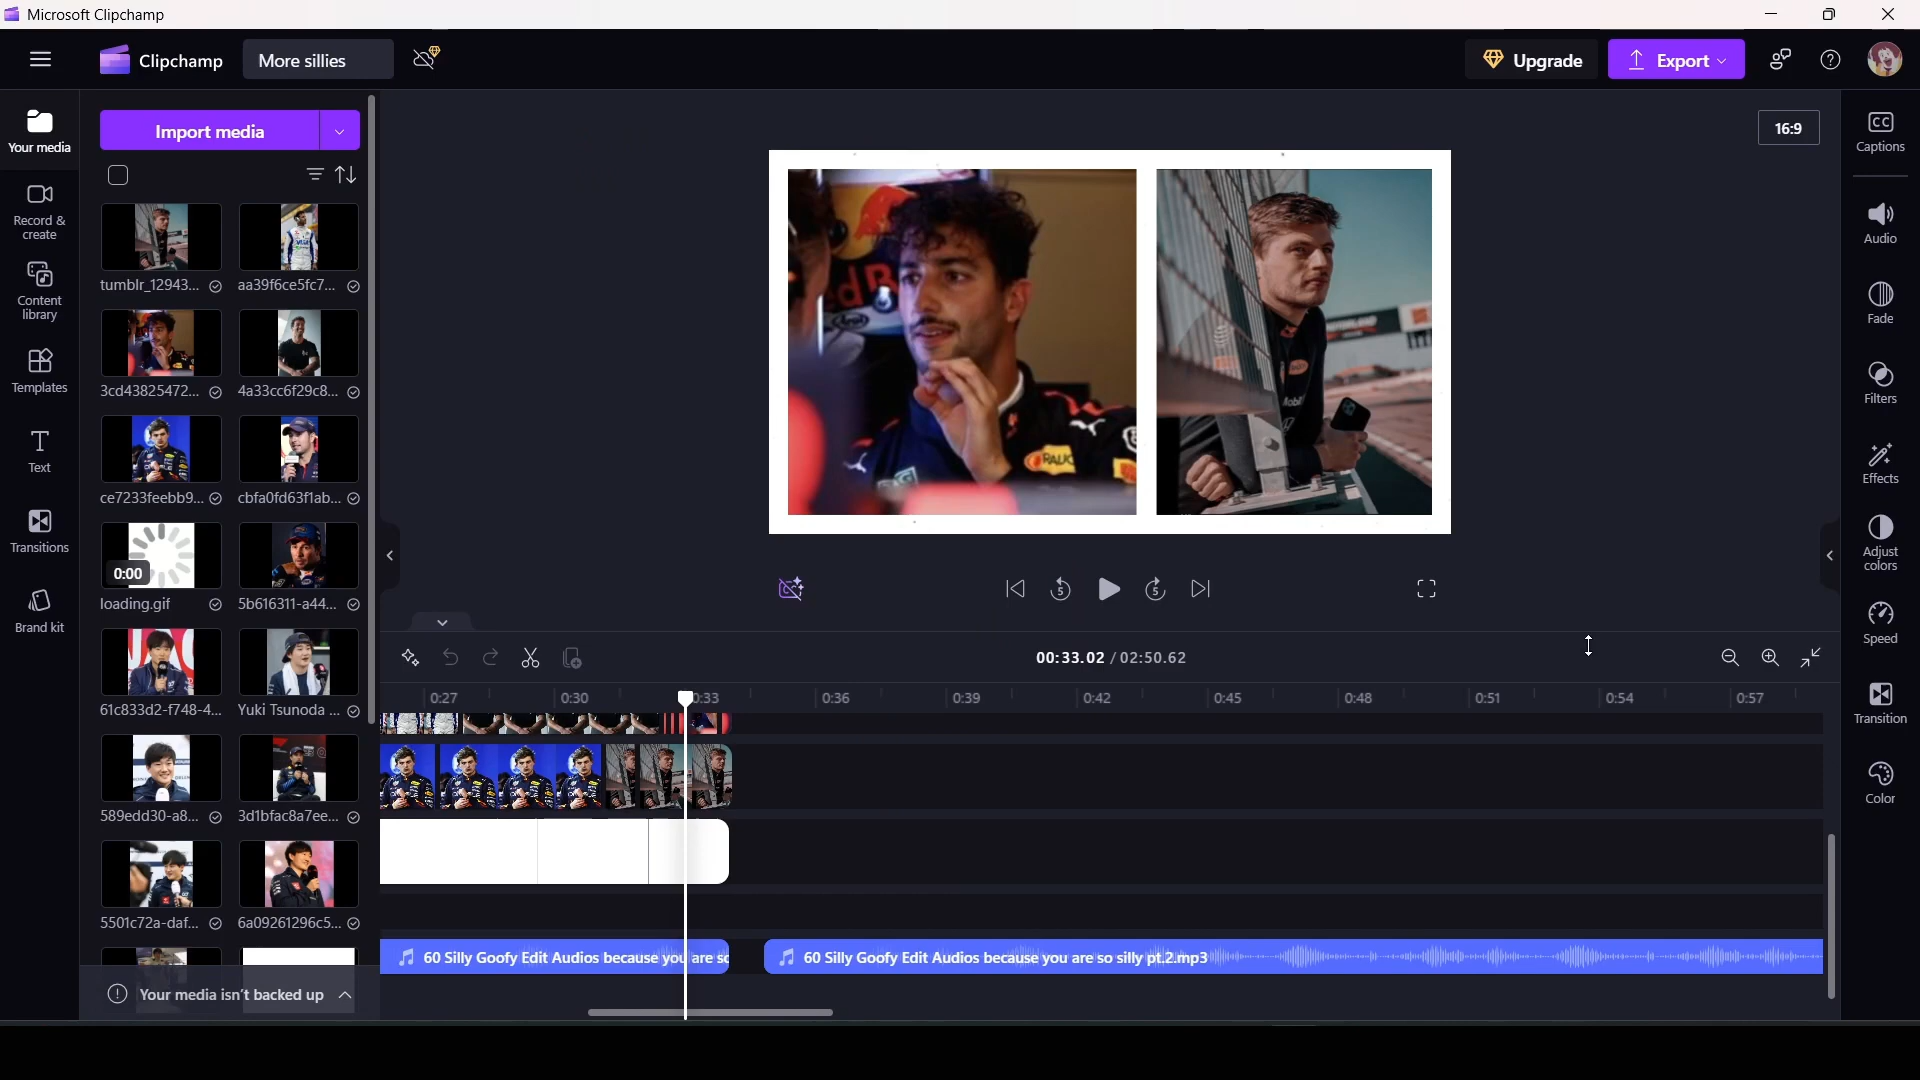 Microsoft Clipchamp
Clipchamp
More sillies
Upgrade
Export
Your media
Record & create
Content library
Templates
Text
Transitions
Brand kit
Import media
tumblr_12943... aa39f6ce5fc7...
3cd43825472... 4a33cc6f29c8...
ce7233feebb9... cbfa0fd63f1ab...
0:00
loading.gif 5b616311-a44...
61c833d2-f748-4... Yuki Tsunoda ...
589edd30-a8... 3d1bfac8a7ee...
5501c72a-daf... 6a09261296c5...
Your media isn't backed up
16:9
Red B
Mobil
5 5
00:33.02 / 02:50.62
0:27 0:30 0:33 0:36 0:39 0:42 0:45 0:48 0:51 0:54 0:57
60 Silly Goofy Edit Audios because you are so
60 Silly Goofy Edit Audios because you are so silly pt.2.mp3
CC
Captions
Audio
Fade
Filters
Effects
Adjust colors
Speed
Transition
Color